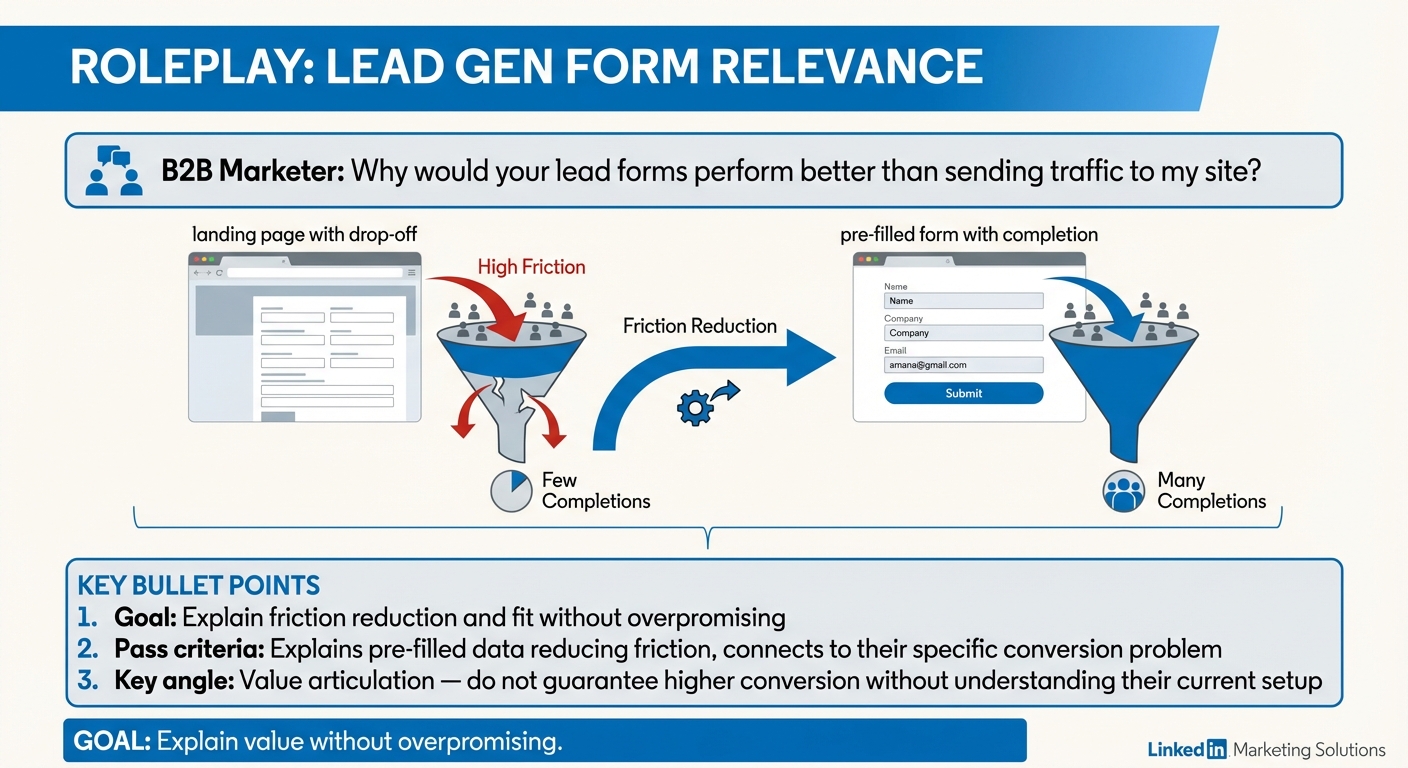 ROLEPLAY: LEAD GEN FORM RELEVANCE
B2B Marketer: Why would your lead forms perform better than sending traffic to my site?
landing page with drop-off
High Friction
Few
Completions
Friction Reduction
pre-filled form with completion
Name
Name
Company
Company
Email
amana@gmail.com
Submit
Many
Completions
KEY BULLET POINTS
1. Goal: Explain friction reduction and fit without overpromising
2. Pass criteria: Explains pre-filled data reducing friction, connects to their specific conversion problem
3. Key angle: Value articulation — do not guarantee higher conversion without understanding their current setup
GOAL: Explain value without overpromising.
Linked in Marketing Solutions